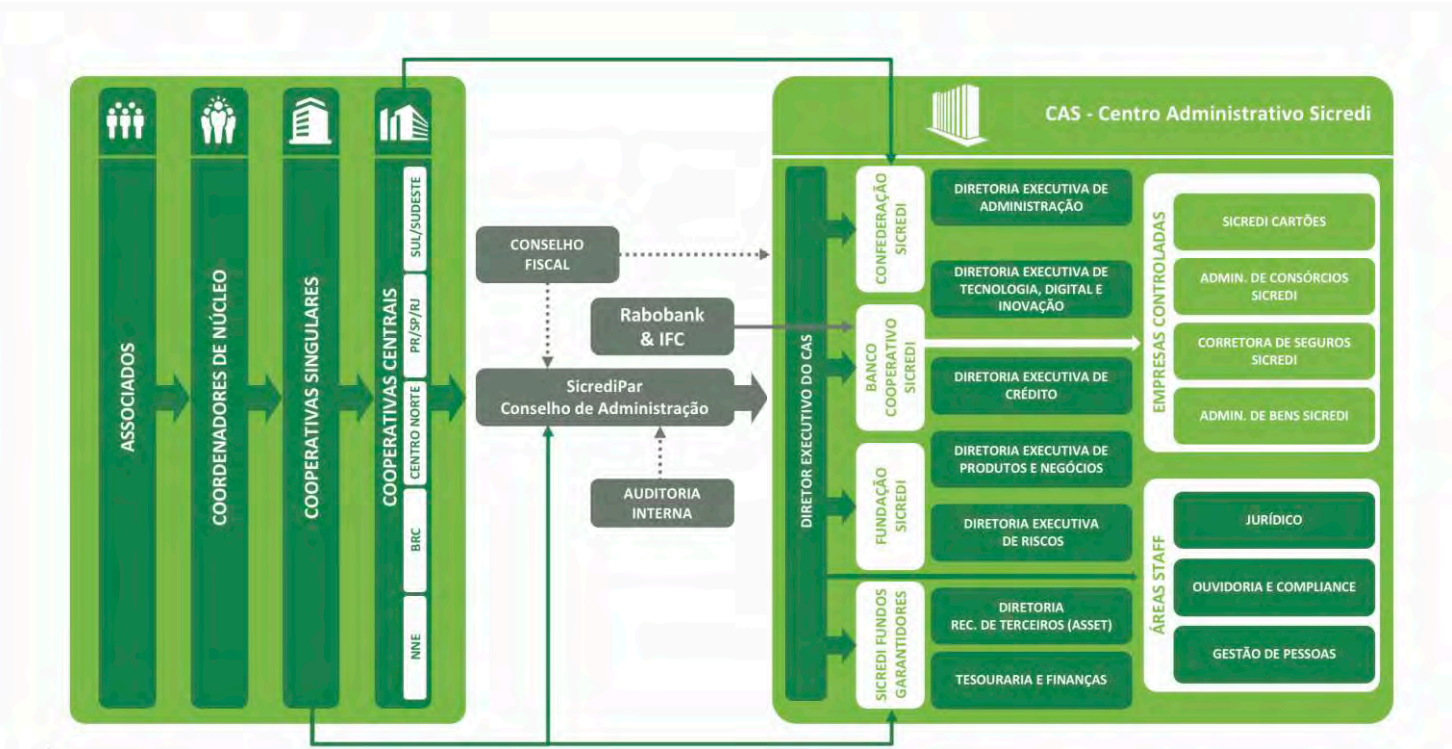 ASSOCIADOS
COORDENADORES DE NÚCLEO
COOPERATIVAS SINGULARES
COOPERATIVAS CENTRAIS
SUL/SUDESTE
PR/SP/RJ
CENTRO NORTE
BRC
NNE
CONSELHO
FISCAL
Rabobank
& IFC
SicrediPar
Conselho de Administração
AUDITORIA
INTERNA
CAS - Centro Administrativo Sicredi
DIRETOR EXECUTIVO DO CAS
CONFEDERAÇÃO
SICREDI
BANCO
COOPERATIVO
SICREDI
FUNDAÇÃO
SICREDI
SICREDI FUNDOS
GARANTIDORES
DIRETORIA EXECUTIVA DE
ADMINISTRAÇÃO
DIRETORIA EXECUTIVA DE
TECNOLOGIA, DIGITAL E
INOVAÇÃO
DIRETORIA EXECUTIVA DE
CRÉDITO
DIRETORIA EXECUTIVA DE
PRODUTOS E NEGÓCIOS
DIRETORIA EXECUTIVA
DE RISCOS
DIRETORIA
REC. DE TERCEIROS (ASSET)
TESOURARIA E FINANÇAS
EMPRESAS CONTROLADAS
SICREDI CARTÕES
ADMIN. DE CONSÓRCIOS
SICREDI
CORRETORA DE SEGUROS
SICREDI
ADMIN. DE BENS SICREDI
ÁREAS STAFF
JURÍDICO
OUVIDORIA E COMPLIANCE
GESTÃO DE PESSOAS